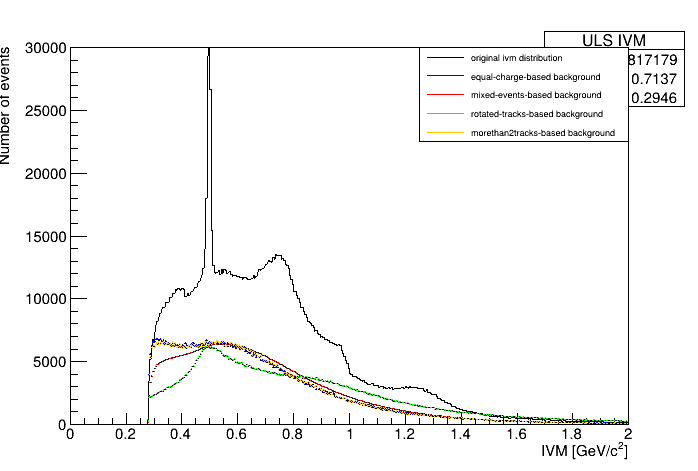 ULS IVM
817179
0.7137
0.2946
original ivm distribution
equal-charge-based background
mixed-events-based background
rotated-tracks-based background
morethan2tracks-based background
Number of events
30000
25000
20000
15000
10000
5000
0
0 0.2 0.4 0.6 0.8 1 1.2 1.4 1.6 1.8 2
IVM [GeV/c²]